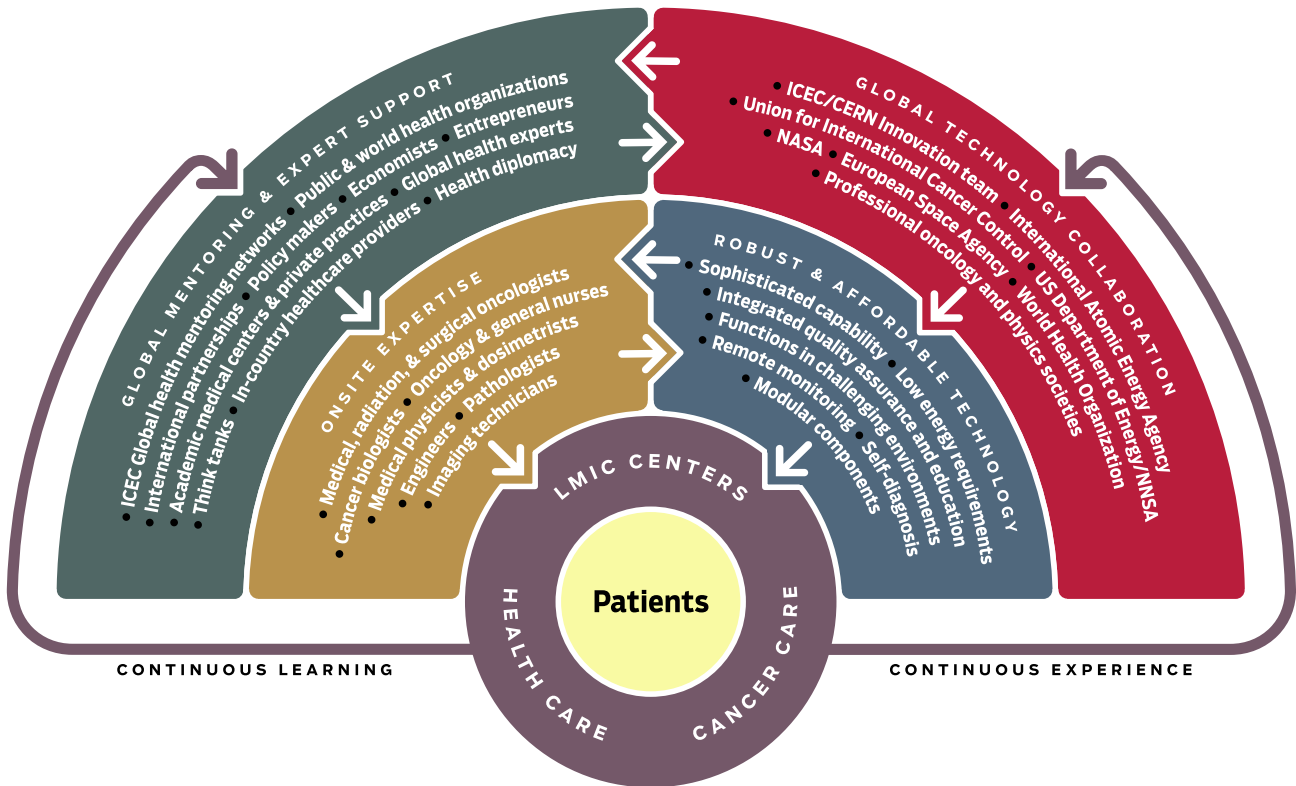 GLOBAL MENTORING & EXPERT SUPPORT
• ICEC Global health mentoring networks • Public & world health organizations
• International partnerships • Policy makers • Economists • Entrepreneurs
• Academic medical centers & private practices • Global health experts
• Think tanks • In-country healthcare providers • Health diplomacy
GLOBAL TECHNOLOGY COLLABORATION
• ICEC/CERN Innovation team • International Atomic Energy Agency
• Union for International Cancer Control • US Department of Energy/NNSA
• NASA • European Space Agency • World Health Organization
• Professional oncology and physics societies
ONSITE EXPERTISE
• Medical, radiation, & surgical oncologists
• Cancer biologists • Oncology & general nurses
• Medical physicists & dosimetrists
• Engineers • Pathologists
• Imaging technicians
ROBUST & AFFORDABLE TECHNOLOGY
• Sophisticated capability • Low energy requirements
• Integrated quality assurance and education
• Functions in challenging environments
• Remote monitoring • Self-diagnosis
• Modular components
LMIC CENTERS
HEALTH CARE
CANCER CARE
Patients
CONTINUOUS LEARNING
CONTINUOUS EXPERIENCE